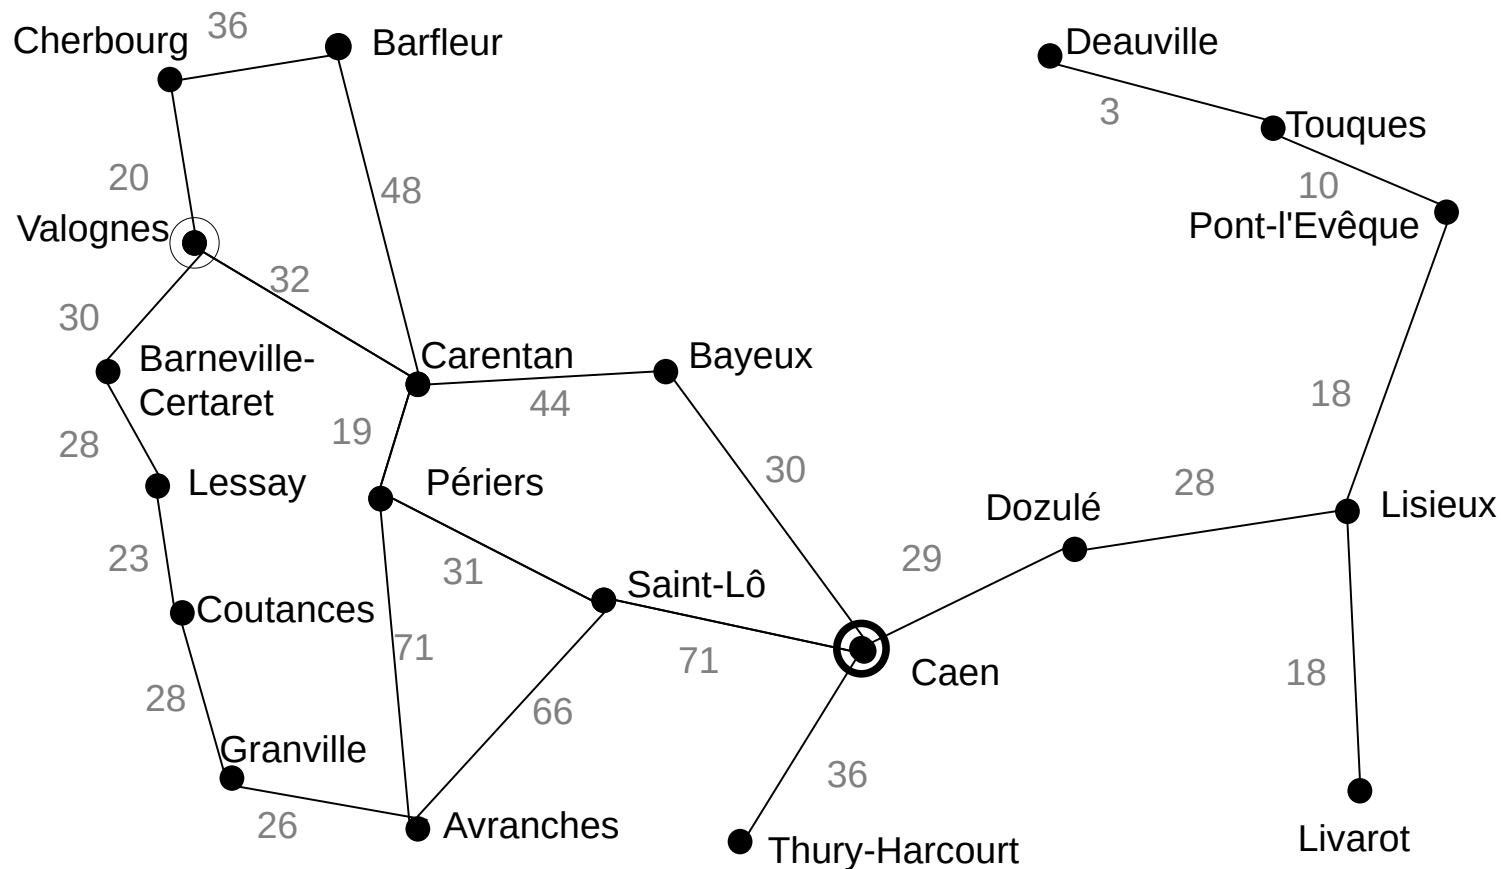 Cherbourg
36
Barfleur
Deauville
3
Touques
10
Pont-l'Evêque
20
48
Valognes
32
30
Barneville-
Certaret
Carentan
44
Bayeux
18
19
28
Lessay
Périers
30
Dozulé
28
Lisieux
23
31
29
Saint-Lô
Coutances
71
71
Caen
18
28
66
Granville
36
26
Avranches
Thury-Harcourt
Livarot